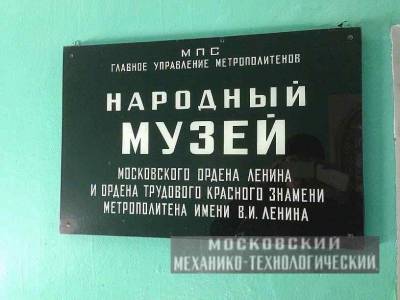 МПС
ГЛАВНОЕ УПРАВЛЕНИЕ МЕТРОПОЛИТЕНОВ
НАРОДНЫЙ
МУЗЕЙ
МОСКОВСКОГО ОРДЕНА ЛЕНИНА
И ОРДЕНА ТРУДОВОГО КРАСНОГО ЗНАМЕНИ
МЕТРОПОЛИТЕНА ИМЕНИ В.И. ЛЕНИНА
МОСКОВСКИЙ
МЕХАНИКО-ТЕХНОЛОГИЧЕСКИЙ